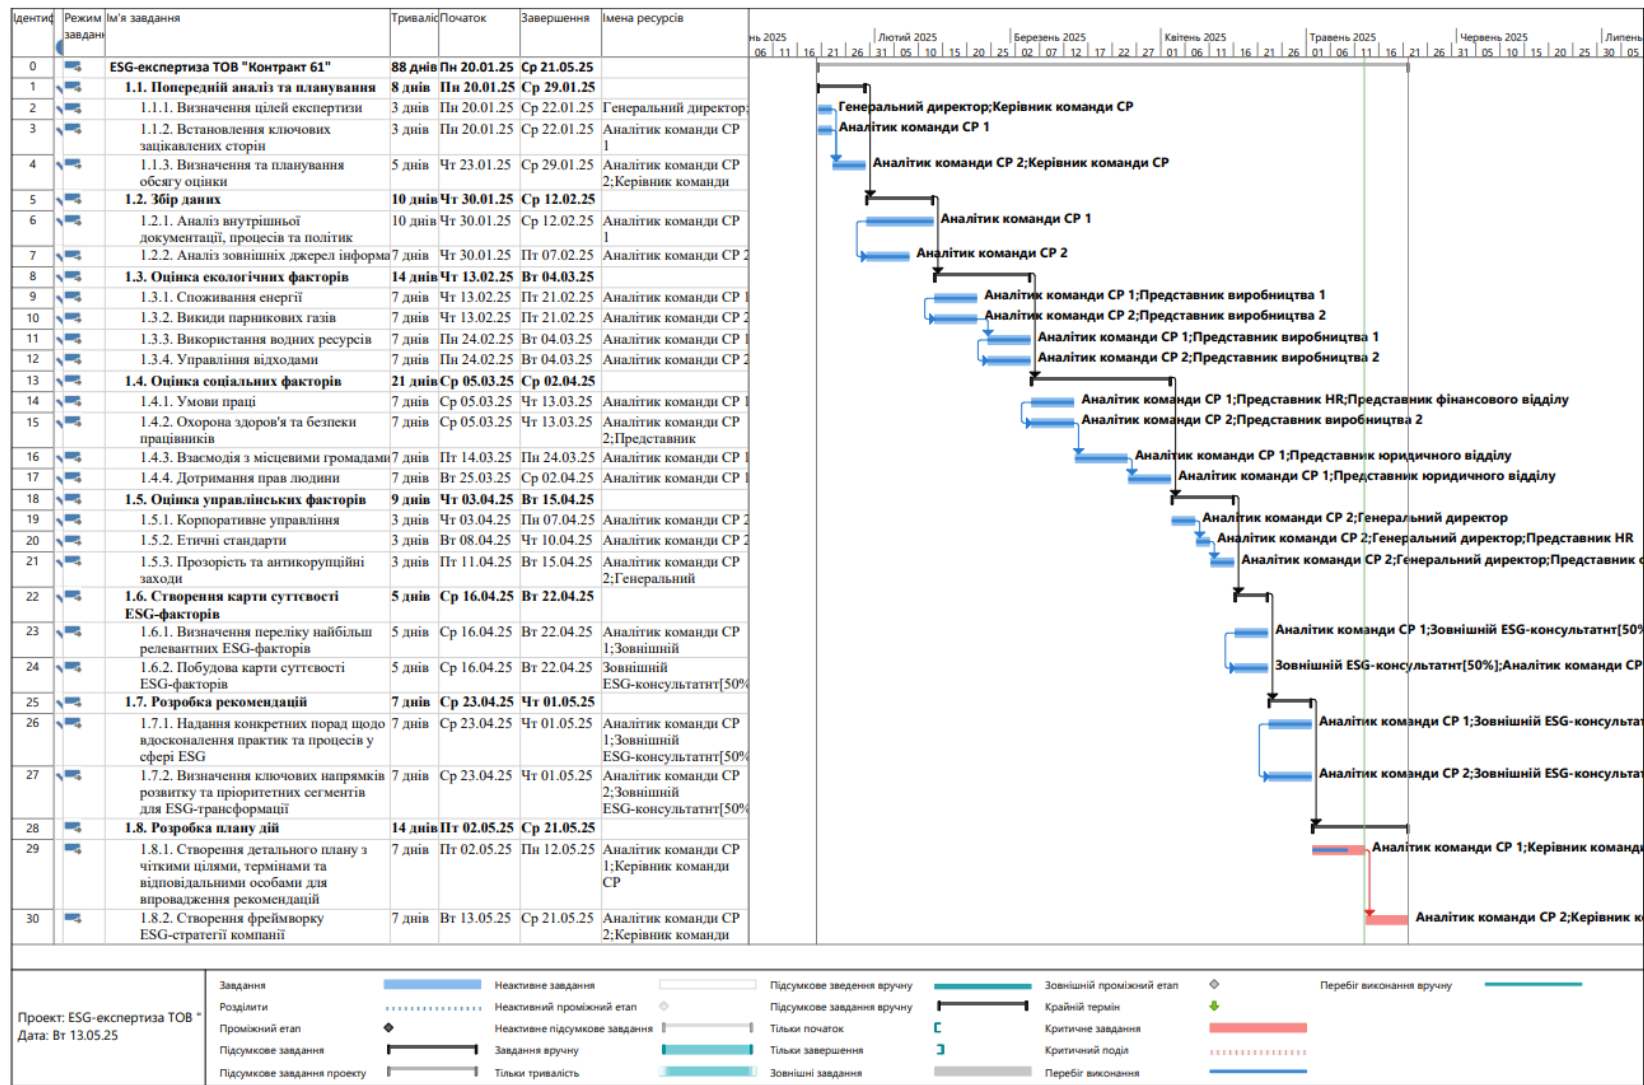 Ідентиф
Режим завдань
Ім'я завдання
Триваліс
Початок
Завершення
Імена ресурсів
нь 2025
Лютий 2025
Березень 2025
Квітень 2025
Травень 2025
Червень 2025
Липень
06 11 16 21 26 31 05 10 15 20 25 02 07 12 17 22 27 01 06 11 16 21 26 01 06 11 16 21 26 31 05 10 15 20 25 30 05
0 ESG-експертиза ТОВ "Контракт 61" 88 днів Пн 20.01.25 Ср 21.05.25
1 1.1. Попередній аналіз та планування 8 днів Пн 20.01.25 Ср 29.01.25
2 1.1.1. Визначення цілей експертизи 3 днів Пн 20.01.25 Ср 22.01.25 Генеральний директор;
Генеральний директор;Керівник команди СР
3 1.1.2. Встановлення ключових 3 днів Пн 20.01.25 Ср 22.01.25 Аналітик команди СР
зацікавлених сторін 1
Аналітик команди СР 1
4 1.1.3. Визначення та планування 5 днів Чт 23.01.25 Ср 29.01.25 Аналітик команди СР
обсягу оцінки 2;Керівник команди
Аналітик команди СР 2;Керівник команди СР
5 1.2. Збір даних 10 днів Чт 30.01.25 Ср 12.02.25
6 1.2.1. Аналіз внутрішньої 10 днів Чт 30.01.25 Ср 12.02.25 Аналітик команди СР
документації, процесів та політик 1
Аналітик команди СР 1
7 1.2.2. Аналіз зовнішніх джерел інформа 7 днів Чт 30.01.25 Пт 07.02.25 Аналітик команди СР 2
Аналітик команди СР 2
8 1.3. Оцінка екологічних факторів 14 днів Чт 13.02.25 Вт 04.03.25
9 1.3.1. Споживання енергії 7 днів Чт 13.02.25 Пт 21.02.25 Аналітик команди СР 1
Аналітик команди СР 1;Представник виробництва 1
10 1.3.2. Викиди парникових газів 7 днів Чт 13.02.25 Пт 21.02.25 Аналітик команди СР 2
Аналітик команди СР 2;Представник виробництва 2
11 1.3.3. Використання водних ресурсів 7 днів Пн 24.02.25 Вт 04.03.25 Аналітик команди СР 1
Аналітик команди СР 1;Представник виробництва 1
12 1.3.4. Управління відходами 7 днів Пн 24.02.25 Вт 04.03.25 Аналітик команди СР 2
Аналітик команди СР 2;Представник виробництва 2
13 1.4. Оцінка соціальних факторів 21 днів Ср 05.03.25 Ср 02.04.25
14 1.4.1. Умови праці 7 днів Ср 05.03.25 Чт 13.03.25 Аналітик команди СР 1
Аналітик команди СР 1;Представник HR;Представник фінансового відділу
15 1.4.2. Охорона здоров'я та безпеки 7 днів Ср 05.03.25 Чт 13.03.25 Аналітик команди СР
працівників 2;Представник
Аналітик команди СР 2;Представник виробництва 2
16 1.4.3. Взаємодія з місцевими громадами 7 днів Пт 14.03.25 Пн 24.03.25 Аналітик команди СР 1
Аналітик команди СР 1;Представник юридичного відділу
17 1.4.4. Дотримання прав людини 7 днів Вт 25.03.25 Ср 02.04.25 Аналітик команди СР 1
Аналітик команди СР 1;Представник юридичного відділу
18 1.5. Оцінка управлінських факторів 9 днів Чт 03.04.25 Вт 15.04.25
19 1.5.1. Корпоративне управління 3 днів Чт 03.04.25 Пн 07.04.25 Аналітик команди СР 2
Аналітик команди СР 2;Генеральний директор
20 1.5.2. Етичні стандарти 3 днів Вт 08.04.25 Чт 10.04.25 Аналітик команди СР 2
Аналітик команди СР 2;Генеральний директор;Представник HR
21 1.5.3. Прозорість та антикорупційні 3 днів Пт 11.04.25 Вт 15.04.25 Аналітик команди СР
заходи 2;Генеральний
Аналітик команди СР 2;Генеральний директор;Представник
22 1.6. Створення карти суттєвості 5 днів Ср 16.04.25 Вт 22.04.25
ESG-факторів
23 1.6.1. Визначення переліку найбільш 5 днів Ср 16.04.25 Вт 22.04.25 Аналітик команди СР
релевантних ESG-факторів 1;Зовнішній
Аналітик команди СР 1;Зовнішній ESG-консультатнт[50%
24 1.6.2. Побудова карти суттєвості 5 днів Ср 16.04.25 Вт 22.04.25 Зовнішній
ESG-факторів ESG-консультатнт[50%
Зовнішній ESG-консультатнт[50%];Аналітик команди СР
25 1.7. Розробка рекомендацій 7 днів Ср 23.04.25 Чт 01.05.25
26 1.7.1. Надання конкретних порад щодо 7 днів Ср 23.04.25 Чт 01.05.25 Аналітик команди СР
вдосконалення практик та процесів у 1;Зовнішній
сфері ESG ESG-консультатнт[50%
Аналітик команди СР 1;Зовнішній ESG-консультат
27 1.7.2. Визначення ключових напрямків 7 днів Ср 23.04.25 Чт 01.05.25 Аналітик команди СР
розвитку та пріоритетних сегментів 2;Зовнішній
для ESG-трансформації ESG-консультатнт[50%
Аналітик команди СР 2;Зовнішній ESG-консультат
28 1.8. Розробка плану дій 14 днів Пт 02.05.25 Ср 21.05.25
29 1.8.1. Створення детального плану з 7 днів Пт 02.05.25 Пн 12.05.25 Аналітик команди СР
чіткими цілями, термінами та 1;Керівник команди
відповідальними особами для СР
впровадження рекомендацій
Аналітик команди СР 1;Керівник команди
30 1.8.2. Створення фреймворку 7 днів Вт 13.05.25 Ср 21.05.25 Аналітик команди СР
ESG-стратегії компанії 2;Керівник команди
Аналітик команди СР 2;Керівник к
Проект: ESG-експертиза ТОВ "
Дата: Вт 13.05.25
Завдання
Розділити
Проміжний етап
Підсумкове завдання
Підсумкове завдання проекту
Неактивне завдання
Неактивний проміжний етап
Неактивне підсумкове завдання
Завдання вручну
Тільки тривалість
Підсумкове зведення вручну
Підсумкове завдання вручну
Тільки початок
Тільки завершення
Зовнішні завдання
Зовнішній проміжний етап
Крайній термін
Критичне завдання
Критичний поділ
Перебіг виконання
Перебіг виконання вручну